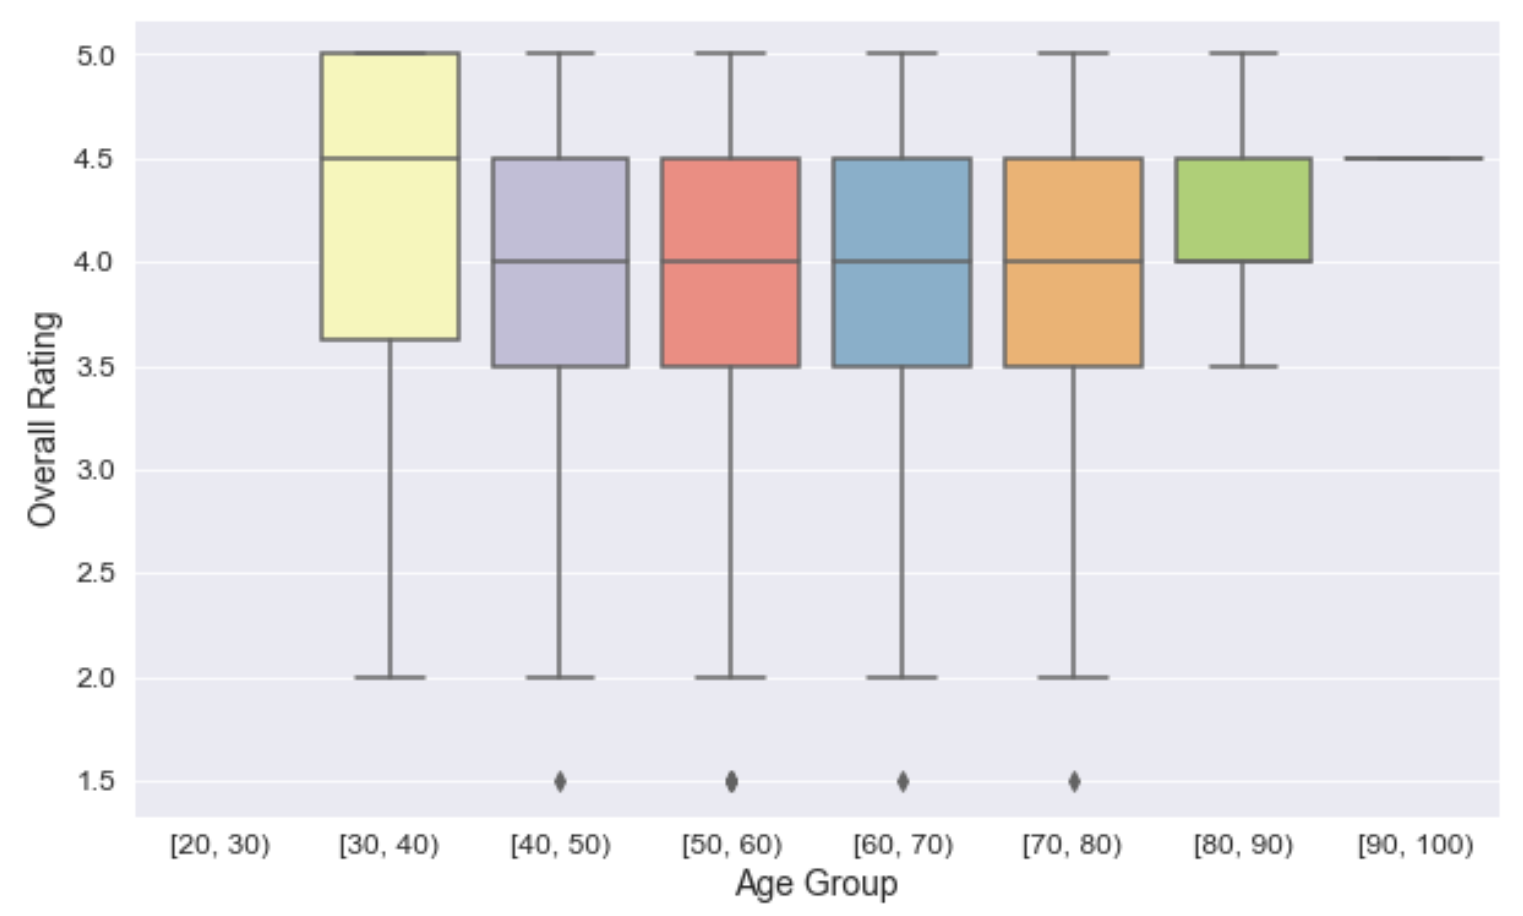 Overall Rating
5.0
4.5
4.0
3.5
3.0
2.5
2.0
1.5
[20, 30) [30, 40) [40, 50) [50, 60) [60, 70) [70, 80) [80, 90) [90, 100)
Age Group